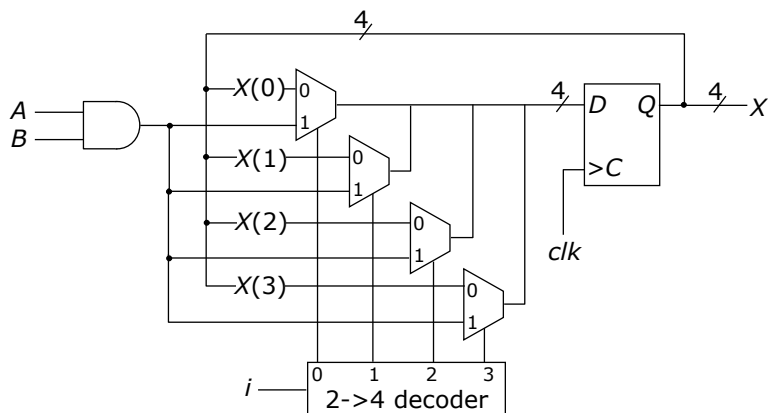 4
X(0) 0
1
A
B
4
D Q
4
X
X(1) 0
1
>C
X(2) 0
1
clk
X(3) 0
1
i
0 1 2 3
2->4 decoder